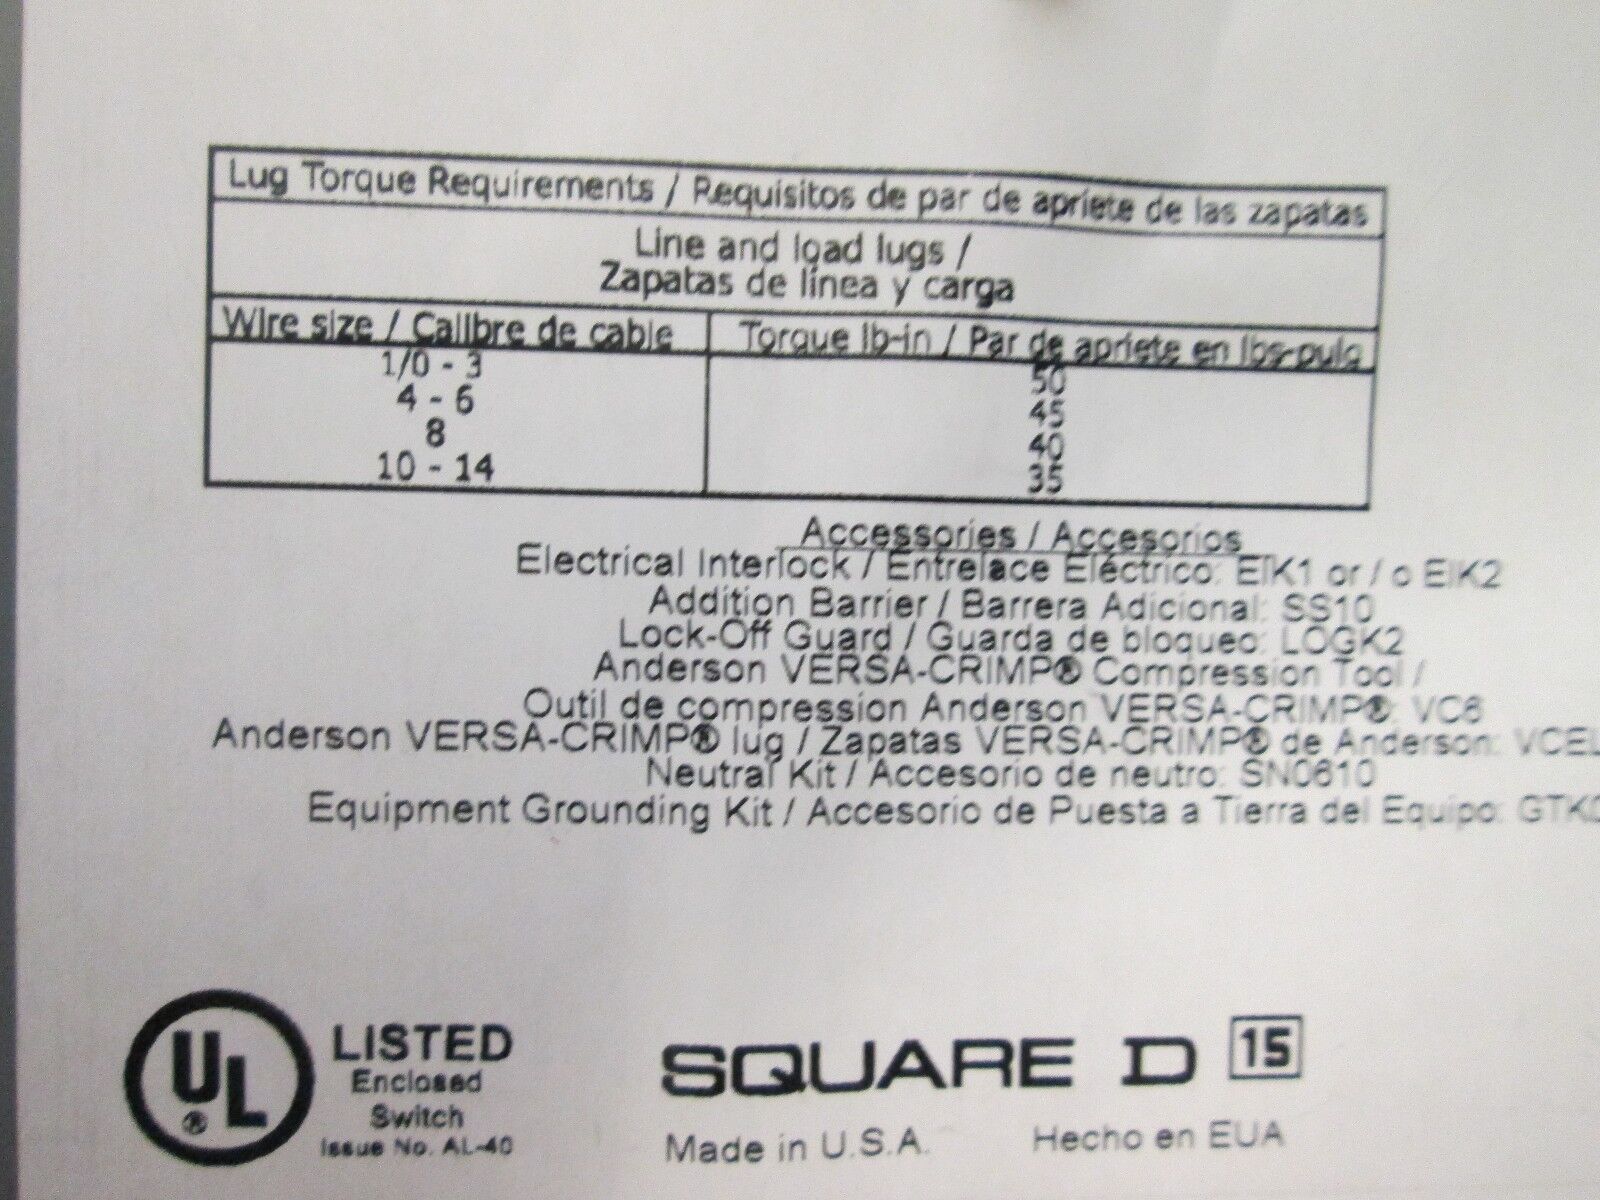 Lug Torque Requirements / Requisitos de par de apriete de las zapatas
Line and load lugs /
Zapatas de línea y carga
Wire size / Calibre de cable Torque lb-in / Par de apriete en lbs-pulg
1/0 - 3 50
4 - 6 45
8 40
10 - 14 35
Accessories / Accesorios
Electrical Interlock / Entrelace Eléctrico: EIK1 or / o EIK2
Addition Barrier / Barrera Adicional: SS10
Lock-Off Guard / Guarda de bloqueo: LOGK2
Anderson VERSA-CRIMP® Compression Tool /
Outil de compression Anderson VERSA-CRIMP®: VC6
Anderson VERSA-CRIMP® lug / Zapatas VERSA-CRIMP® de Anderson: VCEL
Neutral Kit / Accesorio de neutro: SN0610
Equipment Grounding Kit / Accesorio de Puesta a Tierra del Equipo:
UL® LISTED
Enclosed
Switch
Issue No. AL-40
SQUARE D 15
Made in U.S.A. Hecho en EUA